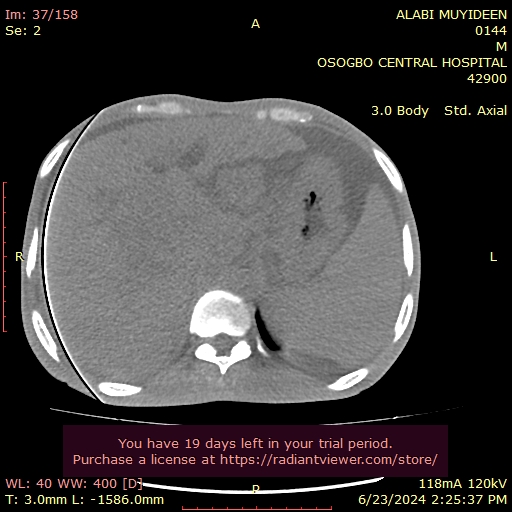 Im: 37/158
Se: 2
A
ALABI MUYIDEEN
0144
M
OSOGBO CENTRAL HOSPITAL
42900
3.0 Body Std. Axial
R
L
You have 19 days left in your trial period.
Purchase a license at https://radiantviewer.com/store/
WL: 40 WW: 400 [D]
T: 3.0mm L: -1586.0mm
P
118mA 120kV
6/23/2024 2:25:37 PM